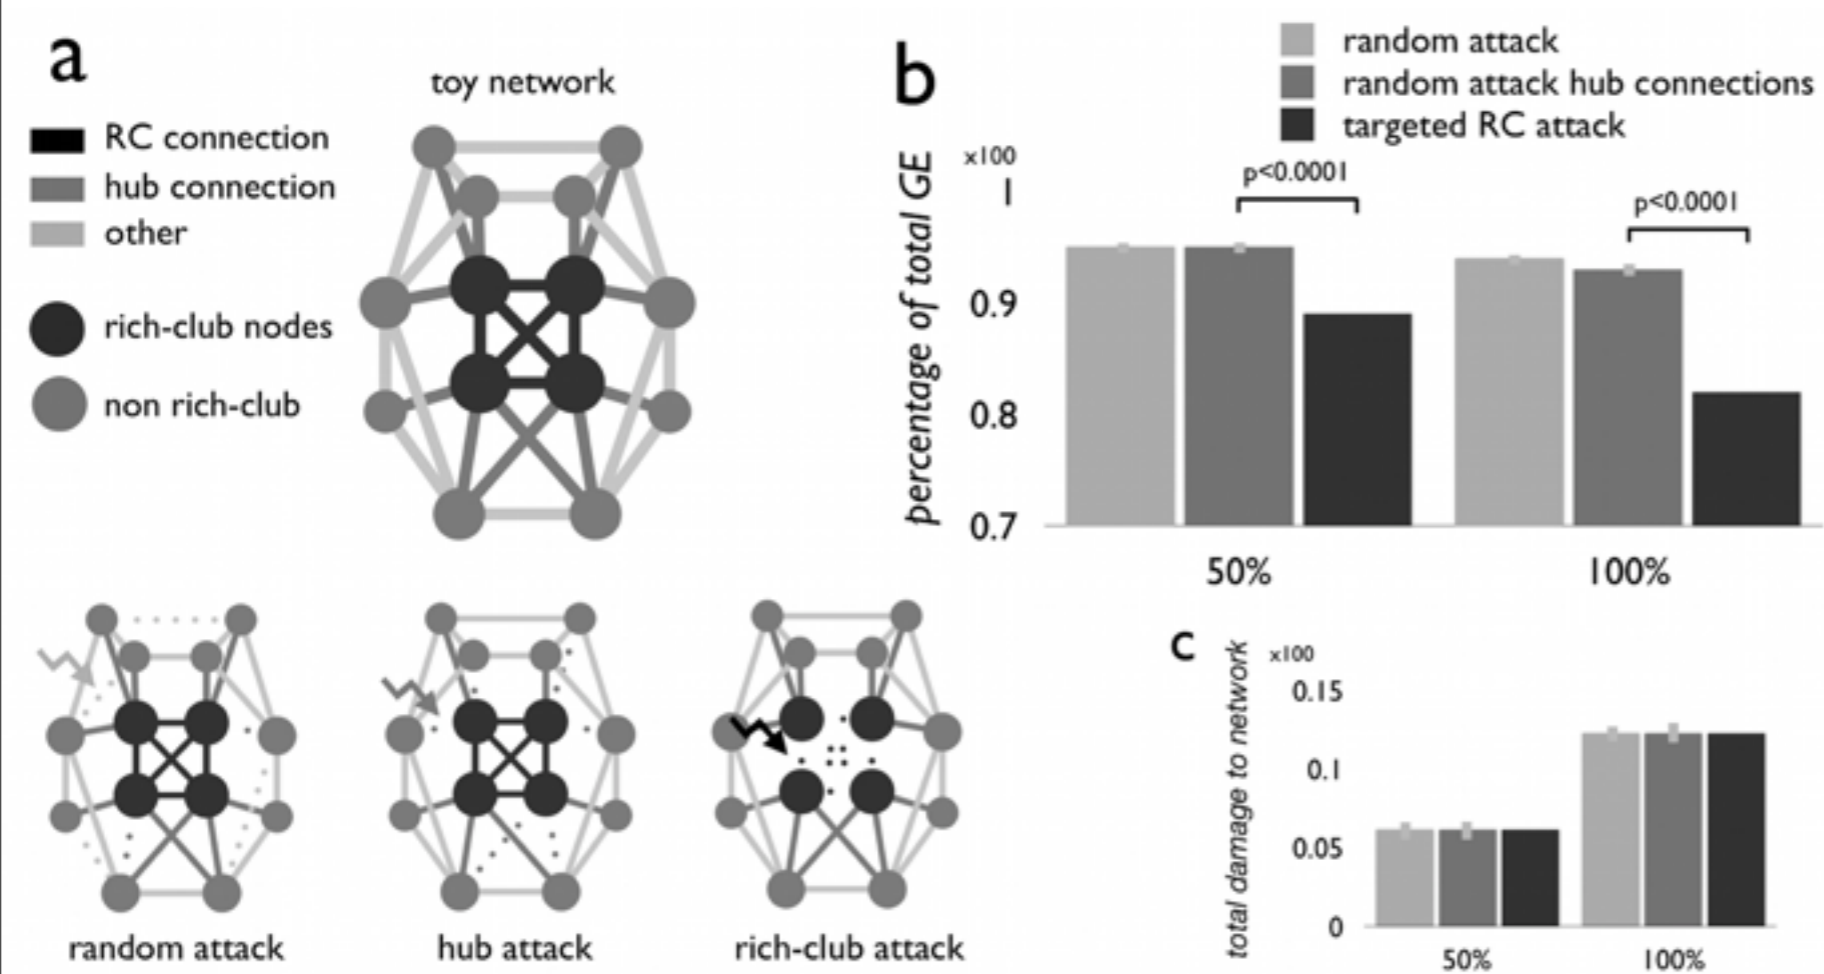 a
toy network
RC connection
hub connection
other
rich-club nodes
non rich-club
random attack
hub attack
rich-club attack
b
random attack
random attack hub connections
targeted RC attack
percentage of total GE
x100
1
0.9
0.8
0.7
p<0.0001
p<0.0001
50%
100%
c
total damage to network
x100
0.15
0.1
0.05
0
50%
100%